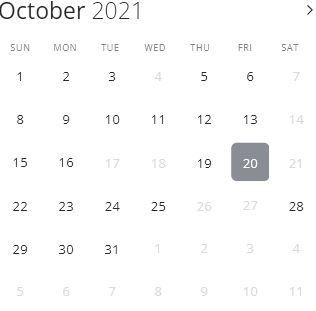 October 2021
SUN MON TUE WED THU FRI SAT
1 2 3 4 5 6 7
8 9 10 11 12 13 14
15 16 17 18 19 20 21
22 23 24 25 26 27 28
29 30 31 1 2 3 4
5 6 7 8 9 10 11